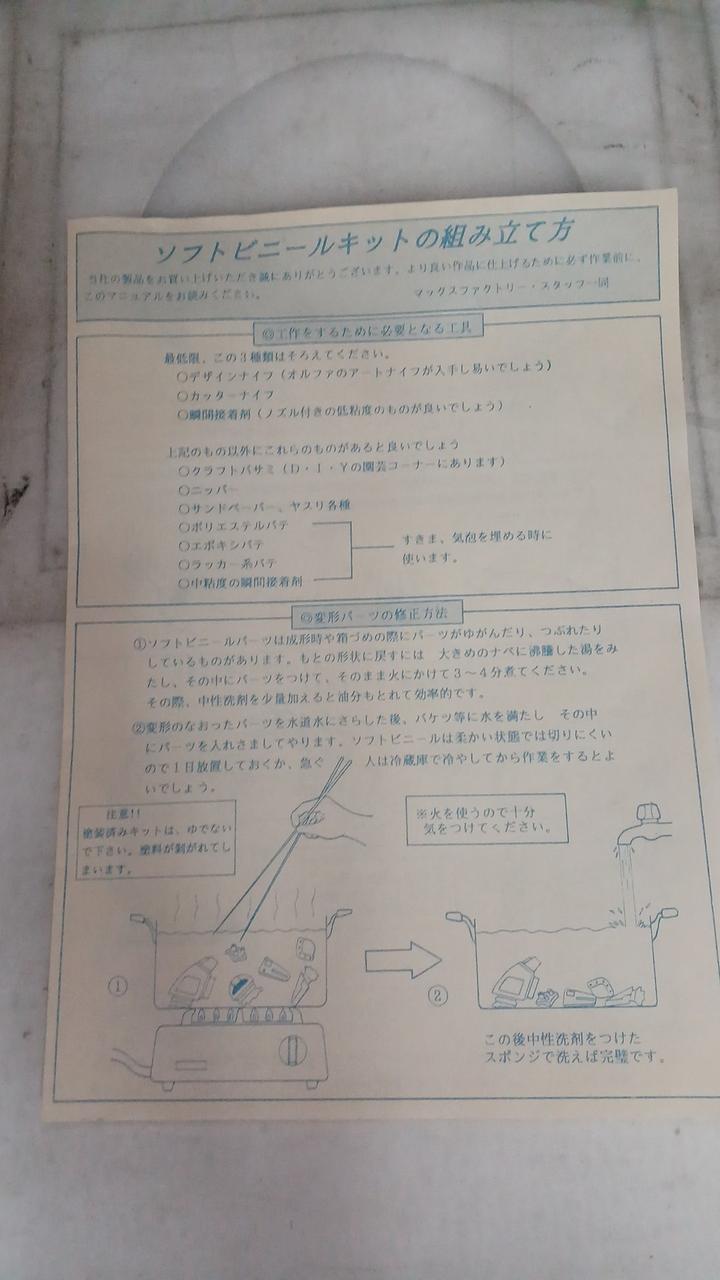 ソフトビニールキットの組み立て方
当社の製品をお買い上げいただき誠にありがとうございます。より良い作品に仕上げるために必ず作業前に、
このマニュアルをお読みください。
マックスファクトリー・スタッフ一同
◎工作をするために必要となる工具
最低限、この3種類はそろえてください。
○デザインナイフ（オルファのアートナイフが入手し易いでしょう）
○カッターナイフ
○瞬間接着剤（ノズル付きの低粘度のものが良いでしょう）
上記のもの以外にこれらのものがあると良いでしょう
○クラフトバサミ（D・I・Yの園芸コーナーにあります）
○ニッパー
○サンドペーパー、ヤスリ各種
○ポリエステルパテ
○エポキシパテ
○ラッカー系パテ
○中粘度の瞬間接着剤
すきま、気泡を埋める時に
使います。
◎変形パーツの修正方法
①ソフトビニールパーツは成形時や箱づめの際にパーツがゆがんだり、つぶれたり
しているものがあります。もとの形状に戻すには 大きめのナベに沸騰した湯をみ
たし、その中にパーツをつけて、そのまま火にかけて3～4分煮てください。
その際、中性洗剤を少量加えると油分もとれて効率的です。
②変形のなおったパーツを水道水にさらした後、バケツ等に水を満たし その中
にパーツを入れさましてやります。ソフトビニールは柔かい状態では切りにくい
ので1日放置しておくか、急ぐ 人は冷蔵庫で冷やしてから作業をするとよ
いでしょう。
注意!!
塗装済みキットは、ゆでない
で下さい。塗料が剥がれてし
まいます。
※火を使うので十分
気をつけてください。
①
②
この後中性洗剤をつけた
スポンジで洗えば完璧です。